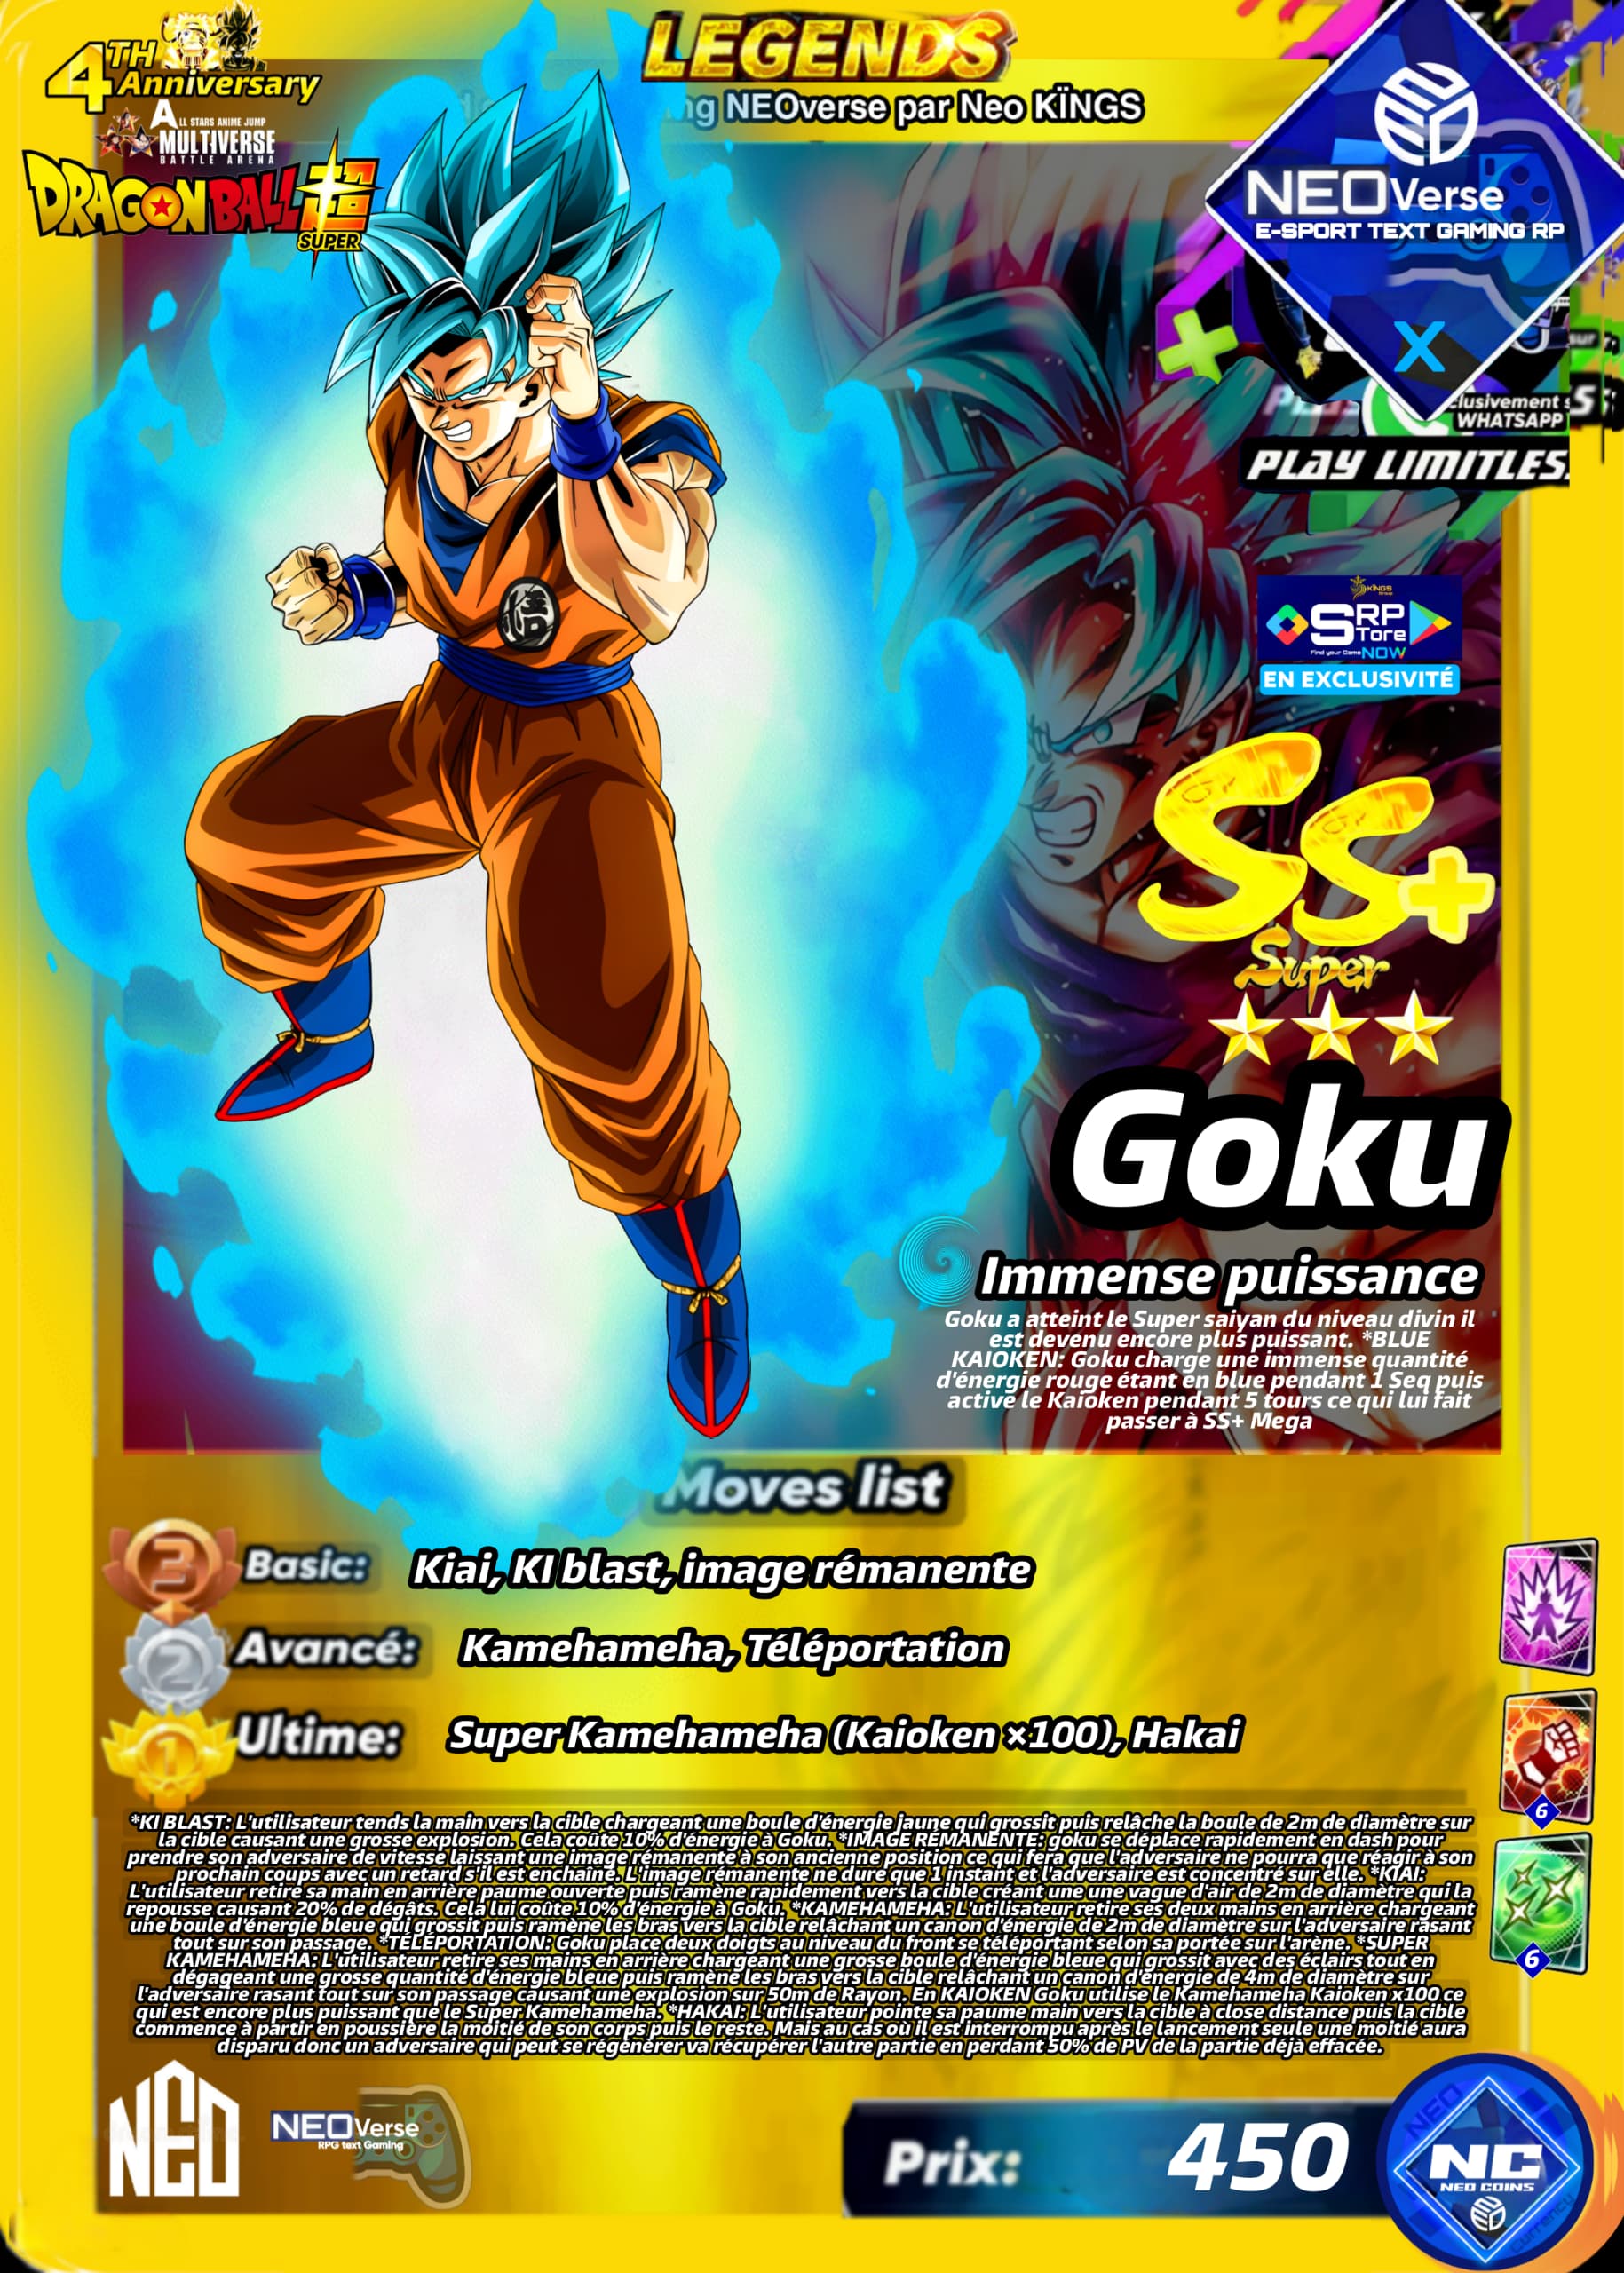 4TH Anniversary
LEGENDS
ng NEOverse par Neo KÏNGS
ALL STARS ANIME JUMP
MULTIVERSE
BATTLE ARENA
DRAGON BALL 超
SUPER
NEOVerse
E-SPORT TEXT GAMING RP
X
clusivement s
WHATSAPP
PLAY LIMITLES
KÏNGS
SRP
Tore
Find your Game NOW
EN EXCLUSIVITÉ
SS+
Super
Goku
Immense puissance
Goku a atteint le Super saiyan du niveau divin il
est devenu encore plus puissant. *BLUE
KAIOKEN: Goku charge une immense quantité
d'énergie rouge étant en blue pendant 1 Seq puis
active le Kaioken pendant 5 tours ce qui lui fait
passer à SS+ Mega
Moves list
3 Basic: Kiai, KI blast, image rémanente
2 Avancé: Kamehameha, Téléportation
1 Ultime: Super Kamehameha (Kaioken ×100), Hakai
6
6
*KI BLAST: L'utilisateur tends la main vers la cible chargeant une boule d'énergie jaune qui grossit puis relâche la boule de 2m de diamètre sur
la cible causant une grosse explosion. Cela coûte 10% d'énergie à Goku. *IMAGE RÉMANENTE: goku se déplace rapidement en dash pour
prendre son adversaire de vitesse laissant une image rémanente à son ancienne position ce qui fera que l'adversaire ne pourra que réagir à son
prochain coups avec un retard s'il est enchaîné. L'image rémanente ne dure que 1 instant et l'adversaire est concentré sur elle. *KIAI:
L'utilisateur retire sa main en arrière paume ouverte puis ramène rapidement vers la cible créant une une vague d'air de 2m de diamètre qui la
repousse causant 20% de dégâts. Cela lui coûte 10% d'énergie à Goku. *KAMEHAMEHA: L'utilisateur retire ses deux mains en arrière chargeant
une boule d'énergie bleue qui grossit puis ramène les bras vers la cible relâchant un canon d'énergie de 2m de diamètre sur l'adversaire rasant
tout sur son passage. *TÉLÉPORTATION: Goku place deux doigts au niveau du front se téléportant selon sa portée sur l'arène. *SUPER
KAMEHAMEHA: L'utilisateur retire ses mains en arrière chargeant une grosse boule d'énergie bleue qui grossit avec des éclairs tout en
dégageant une grosse quantité d'énergie bleue puis ramène les bras vers la cible relâchant un canon d'énergie de 4m de diamètre sur
l'adversaire rasant tout sur son passage causant une explosion sur 50m de Rayon. En KAIOKEN Goku utilise le Kamehameha Kaioken x100 ce
qui est encore plus puissant que le Super Kamehameha. *HAKAI: L'utilisateur pointe sa paume main vers la cible à close distance puis la cible
commence à partir en poussière la moitié de son corps puis le reste. Mais au cas où il est interrompu après le lancement seule une moitié aura
disparu donc un adversaire qui peut se régénérer va récupérer l'autre partie en perdant 50% de PV de la partie déjà effacée.
NEO
NEOVerse
RPG text Gaming
Prix: 450
NC
NEO COINS
Currency